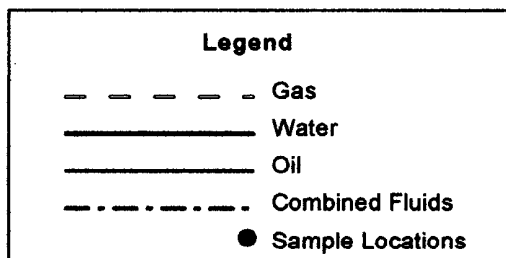 Legend
Gas
Water
Oil
Combined Fluids
Sample Locations